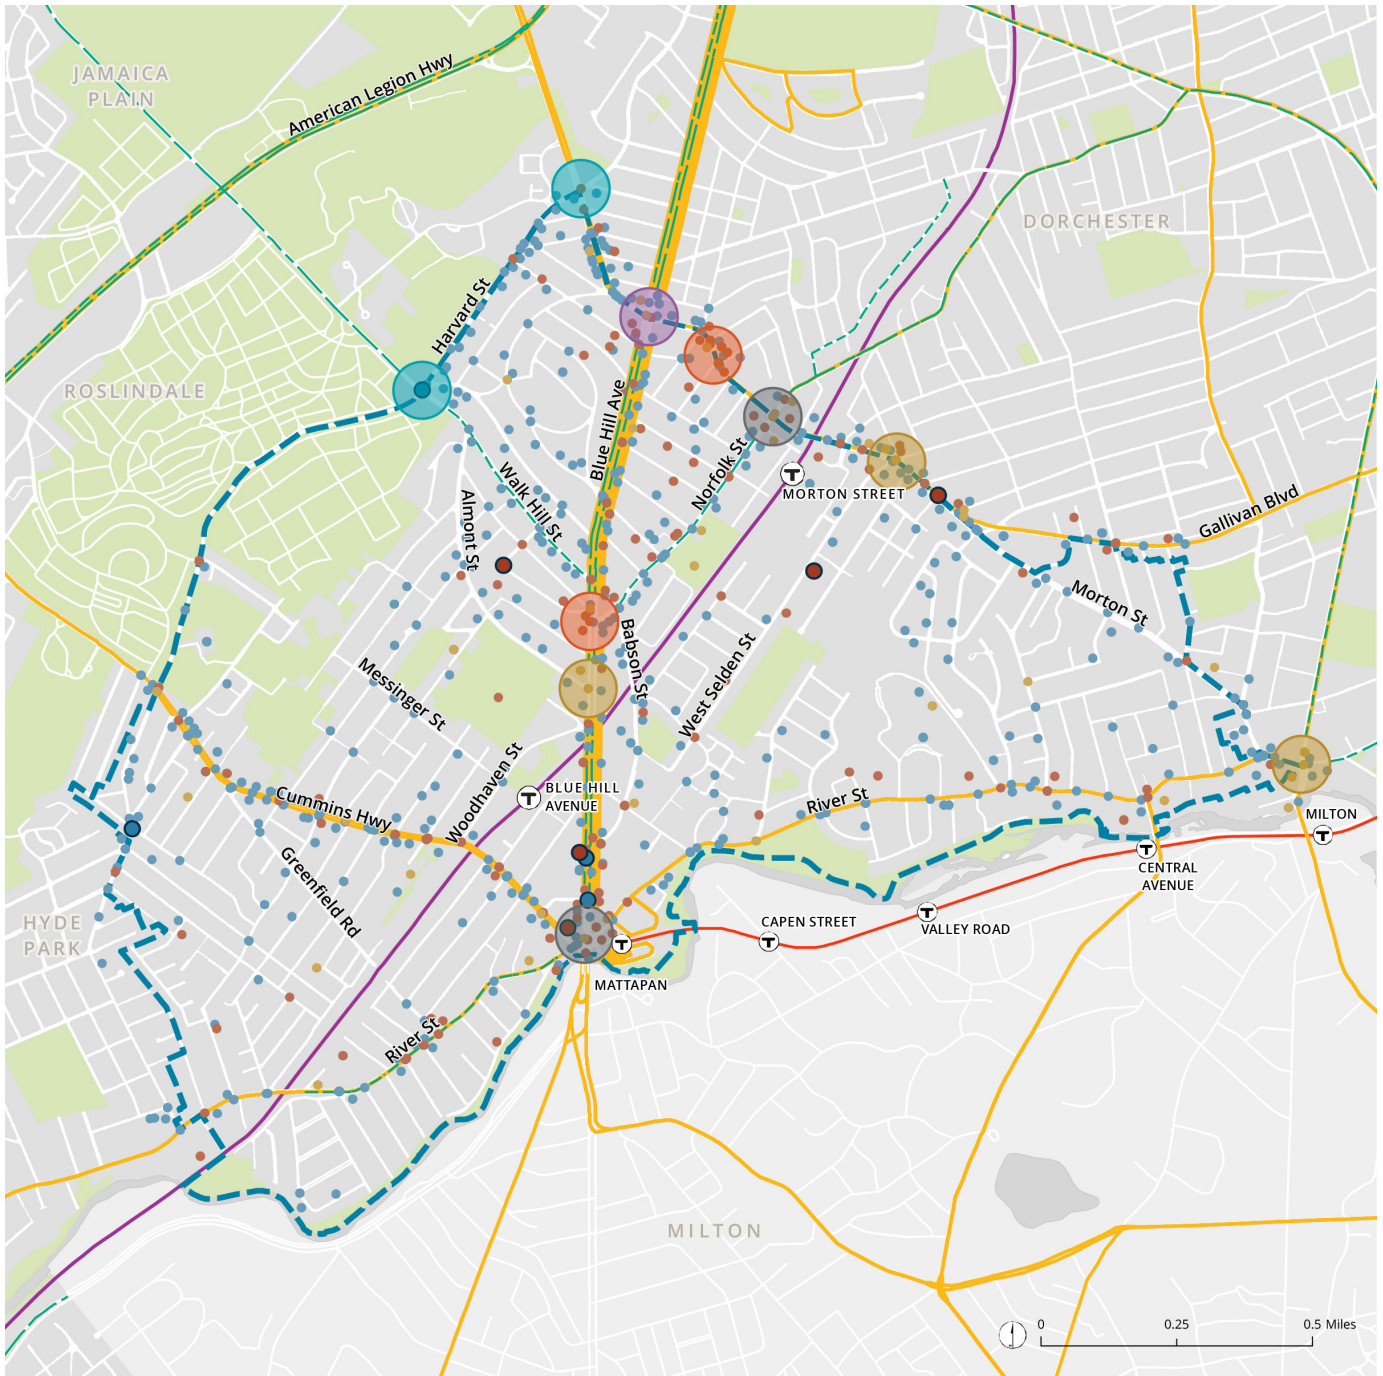 JAMAICA
PLAIN
American Legion Hwy
DORCHESTER
Harvard St
ROSLINDALE
Blue Hill Ave
Norfolk St
Walk Hill St
Almont St
T
MORTON STREET
Gallivan Blvd
Morton St
Babson St
West Selden St
Messinger St
Woodhaven St
T
BLUE HILL
AVENUE
Cummins Hwy
River St
MILTON
T
T
CENTRAL
AVENUE
Greenfield Rd
HYDE
PARK
CAPEN STREET
T
T
VALLEY ROAD
T
MATTAPAN
River St
MILTON
0 0.25 0.5 Miles